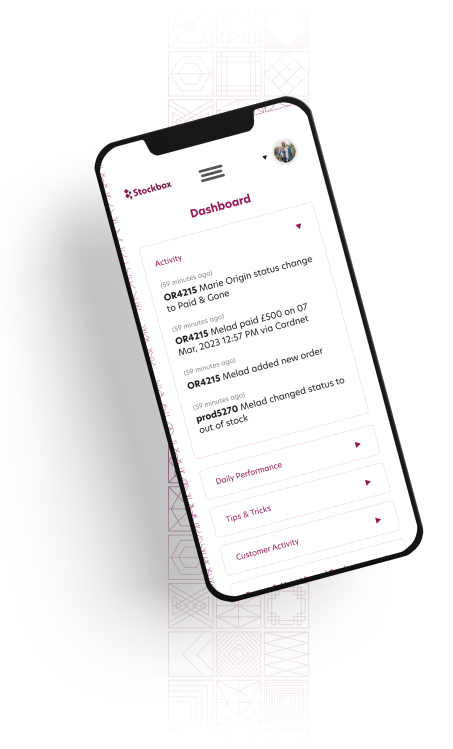 Stockbox
Dashboard
Activity
(59 minutes ago)
OR4215 Marie Origin status change
to Paid & Gone
(59 minutes ago)
OR4215 Melad paid £500 on 07
Mar, 2023 12:57 PM via Cardnet
(59 minutes ago)
OR4215 Melad added new order
(59 minutes ago)
prod5270 Melad changed status to
out of stock
Daily Performance
Tips & Tricks
Customer Activity